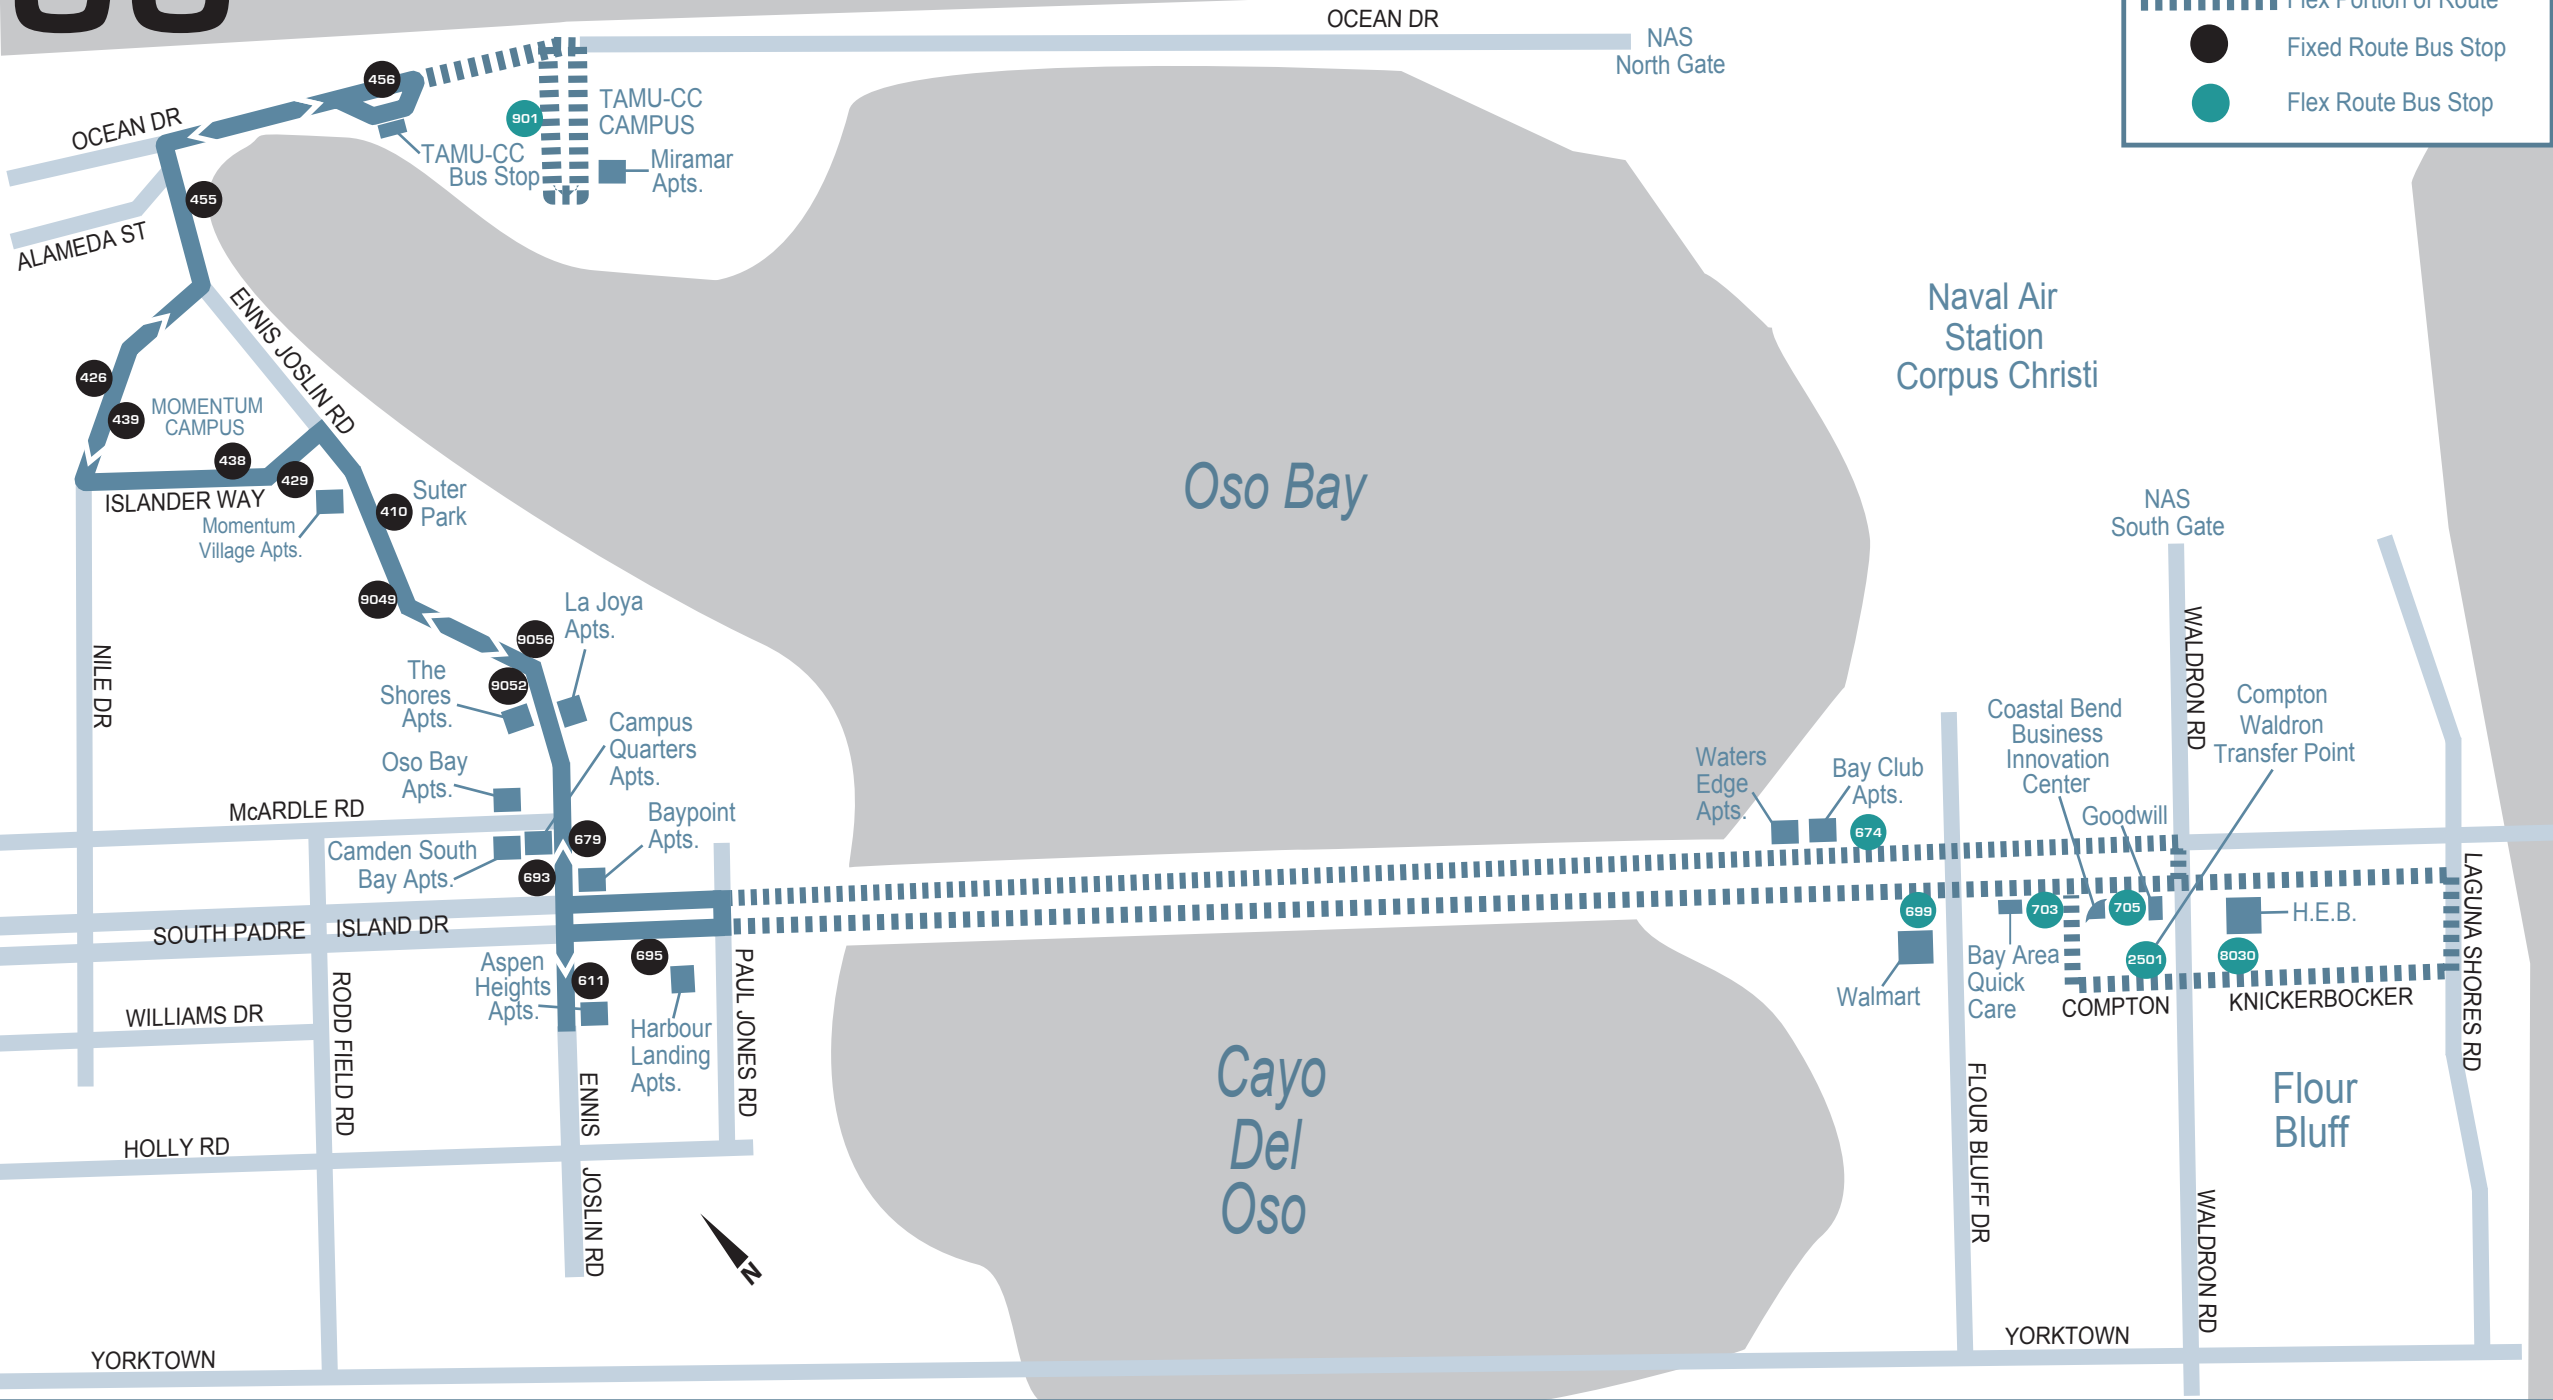 OCEAN DR
NAS
North Gate
Flex Portion of Route
Fixed Route Bus Stop
Flex Route Bus Stop
456
901
TAMU-CC
CAMPUS
OCEAN DR
TAMU-CC
Bus Stop
Miramar
Apts.
455
ALAMEDA ST
ENNIS JOSLIN RD
Naval Air
Station
Corpus Christi
426
439
MOMENTUM
CAMPUS
438
429
ISLANDER WAY
Momentum
Village Apts.
410
Suter
Park
Oso Bay
NAS
South Gate
9049
La Joya
Apts.
9056
9052
The
Shores
Apts.
NILE DR
WALDRON RD
Campus
Quarters
Apts.
Oso Bay
Apts.
Baypoint
Apts.
McARDLE RD
679
Camden South
Bay Apts.
693
Waters
Edge
Apts.
Bay Club
Apts.
674
Coastal Bend
Business
Innovation
Center
Goodwill
Compton
Waldron
Transfer Point
SOUTH PADRE
ISLAND DR
695
699
703
705
H.E.B.
2501
8030
Walmart
Bay Area
Quick
Care
COMPTON
KNICKERBOCKER
LAGUNA SHORES RD
Aspen
Heights
Apts.
611
Harbour
Landing
Apts.
PAUL JONES RD
WILLIAMS DR
RODD FIELD RD
HOLLY RD
ENNIS
JOSLIN RD
N
Cayo
Del
Oso
Flour
Bluff
FLOUR BLUFF DR
WALDRON RD
YORKTOWN
YORKTOWN